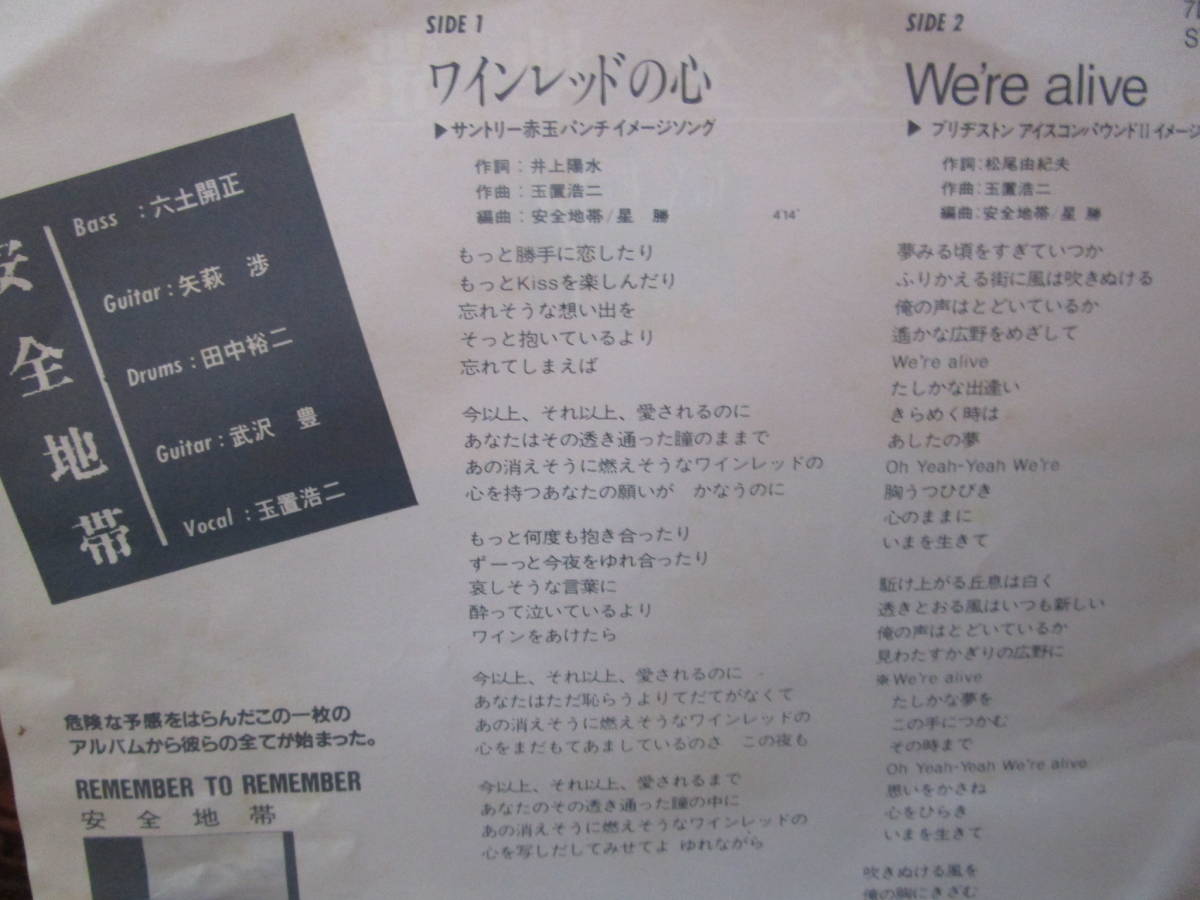 SIDE 1
ワインレッドの心
▶サントリー赤玉パンチイメージソング
作詞：井上陽水
作曲：玉置浩二
編曲：安全地帯/星 勝
4'14"
もっと勝手に恋したり
もっとKissを楽しんだり
忘れそうな想い出を
そっと抱いているより
忘れてしまえば
今以上、それ以上、愛されるのに
あなたはその透き通った瞳のままで
あの消えそうに燃えそうなワインレッドの
心を持つあなたの願いが かなうのに
もっと何度も抱き合ったり
ずーっと今夜をゆれ合ったり
哀しそうな言葉に
酔って泣いているより
ワインをあけたら
今以上、それ以上、愛されるのに
あなたはただ恥らうよりてだてがなくて
あの消えそうに燃えそうなワインレッドの
心をまだもてあましているのさ この夜も
今以上、それ以上、愛されるまで
あなたのその透き通った瞳の中に
あの消えそうに燃えそうなワインレッドの
心を写しだしてみせてよ ゆれながら
SIDE 2
We're alive
▶ ブリヂストン アイスコンパウンドII イメージ
作詞：松尾由紀夫
作曲：玉置浩二
編曲：安全地帯/星 勝
夢みる頃をすぎていつか
ふりかえる街に風は吹きぬける
俺の声はとどいているか
遙かな広野をめざして
We're alive
たしかな出逢い
きらめく時は
あしたの夢
Oh Yeah-Yeah We're
胸うつひびき
心のままに
いまを生きて
駈け上がる丘息は白く
透きとおる風はいつも新しい
俺の声はとどいているか
見わたすかぎりの広野に
※We're alive
たしかな夢を
この手につかむ
その時まで
Oh Yeah-Yeah We're alive
思いをかさね
心をひらき
いまを生きて
吹きぬける風を
俺の胸にきざむ
安全地帯
Bass ：六土開正
Guitar：矢萩 渉
Drums：田中裕二
Guitar：武沢 豊
Vocal：玉置浩二
危険な予感をはらんだこの一枚の
アルバムから彼らの全てが始まった。
REMEMBER TO REMEMBER
安全地帯